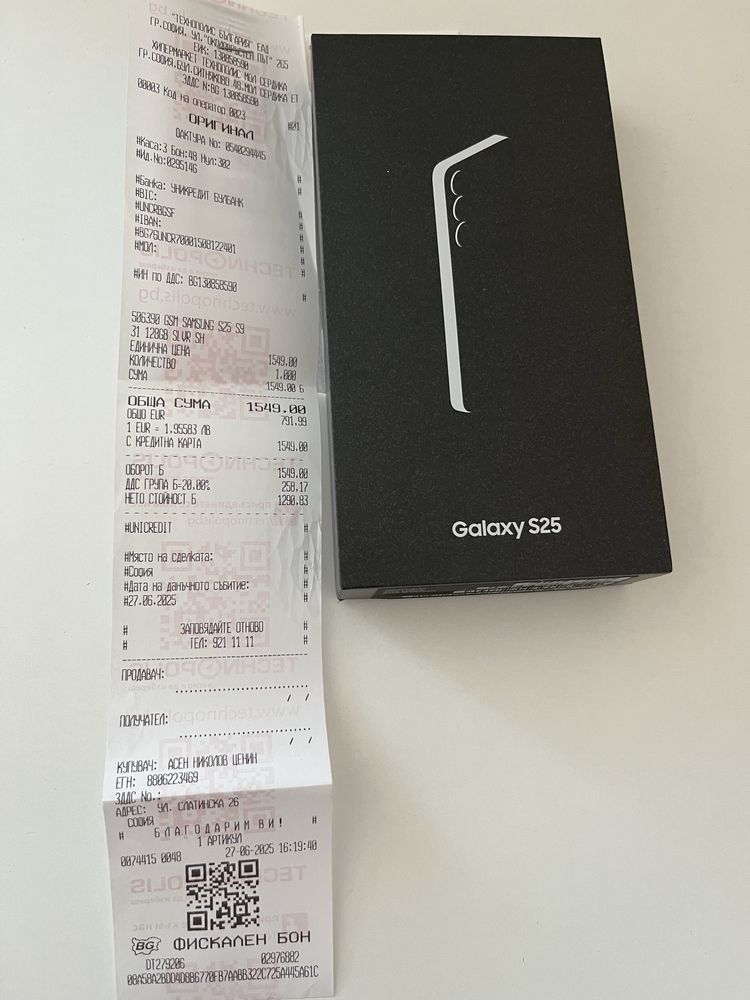 "ТЕХНОПОЛИС БЪЛГАРИЯ" ЕАД
ГР.СОФИЯ, УЛ."ОКОЛОВРЪСТЕН ПЪТ" 265
ЕИК: 130858590
ХИПЕРМАРКЕТ ТЕХНОПОЛИС МОЛ СЕРДИКА
ГР.СОФИЯ,БУЛ.СИТНЯКОВО 48,МОЛ СЕРДИКА ЕТ
ЗДДС N:BG 130858590
00003 Код на оператор 0023 #01
ОРИГИНАЛ
ФАКТУРА No: 0540294445
#Каса:3 Бон:48 Нул:302 #
#Ид.No:0295146 #
#Банка: УНИКРЕДИТ БУЛБАНК #
#BIC: #
#UNCRBGSF #
#IBAN: #
#BG76UNCR70001508122401 #
#МОЛ: #
#ИН по ДДС: BG130858590 #
506390 GSM SAMSUNG S25 S9
31 128GB SLVR SH
ЕДИНИЧНА ЦЕНА 1549.00
КОЛИЧЕСТВО 1.000
СУМА 1549.00 Б
ОБЩА СУМА 1549.00
ОБЩО EUR 791.99
1 EUR = 1.95583 ЛВ
С КРЕДИТНА КАРТА 1549.00
ОБОРОТ Б 1549.00
ДДС ГРУПА Б=20.00% 258.17
НЕТО СТОЙНОСТ Б 1290.83
#UNICREDIT #
#Място на сделката: #
#София #
#Дата на данъчното събитие: #
#27.06.2025 #
# ЗАПОВЯДАЙТЕ ОТНОВО #
# ТЕЛ: 921 11 11 #
ПРОДАВАЧ:
/ /
ПОЛУЧАТЕЛ:
/ /
КУПУВАЧ: АСЕН НИКОЛОВ ЦЕНИН
ЕГН: 8806223469
ЗДДС No.:
АДРЕС: УЛ. СЛАТИНСКА 26
СОФИЯ
# БЛАГОДАРИМ ВИ! #
1 АРТИКУЛ
0074415 0048 27-06-2025 16:19:40
BG ФИСКАЛЕН БОН
DT279206 02976882
08A58A2BDD4D8B6770FB7AABB322C725A445A61C
Galaxy S25